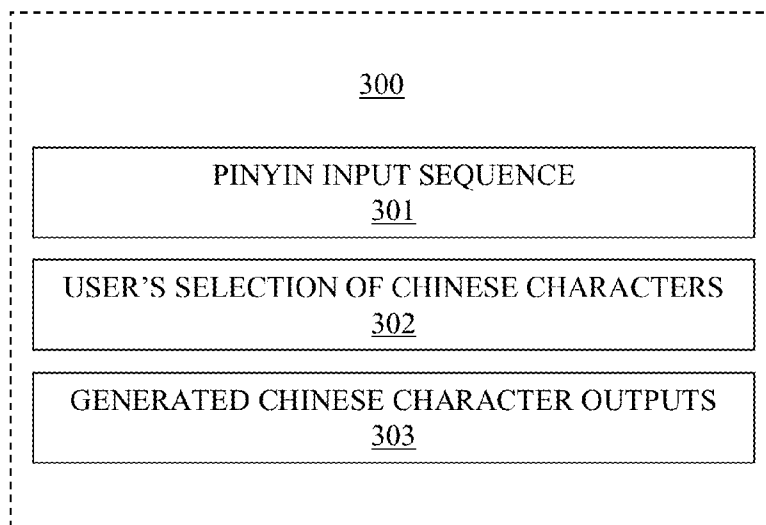 300
PINYIN INPUT SEQUENCE
301
USER'S SELECTION OF CHINESE CHARACTERS
302
GENERATED CHINESE CHARACTER OUTPUTS
303